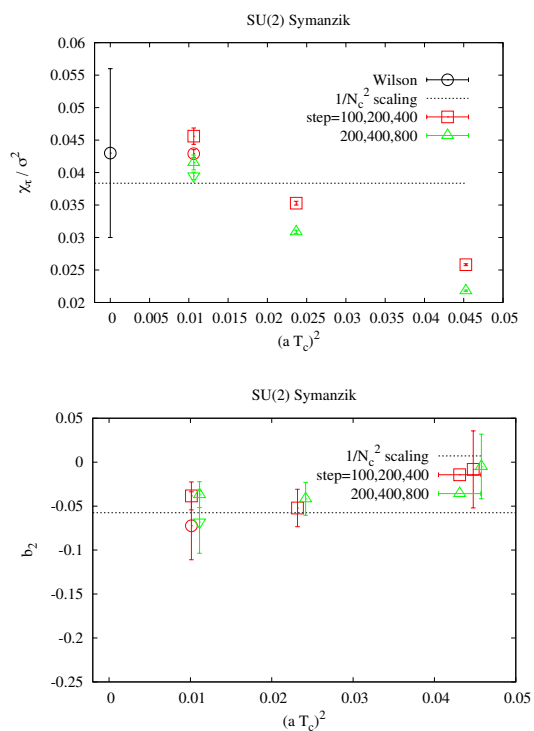 SU(2) Symanzik
0.06
0.055
0.05
0.045
0.04
0.035
0.03
0.025
0.02
χt / σ²
Wilson
1/Nc² scaling
step=100,200,400
200,400,800
0 0.005 0.01 0.015 0.02 0.025 0.03 0.035 0.04 0.045 0.05
(a Tc)²
SU(2) Symanzik
0.05
0
-0.05
-0.1
-0.15
-0.2
-0.25
b2
1/Nc² scaling
step=100,200,400
200,400,800
0 0.01 0.02 0.03 0.04 0.05
(a Tc)²